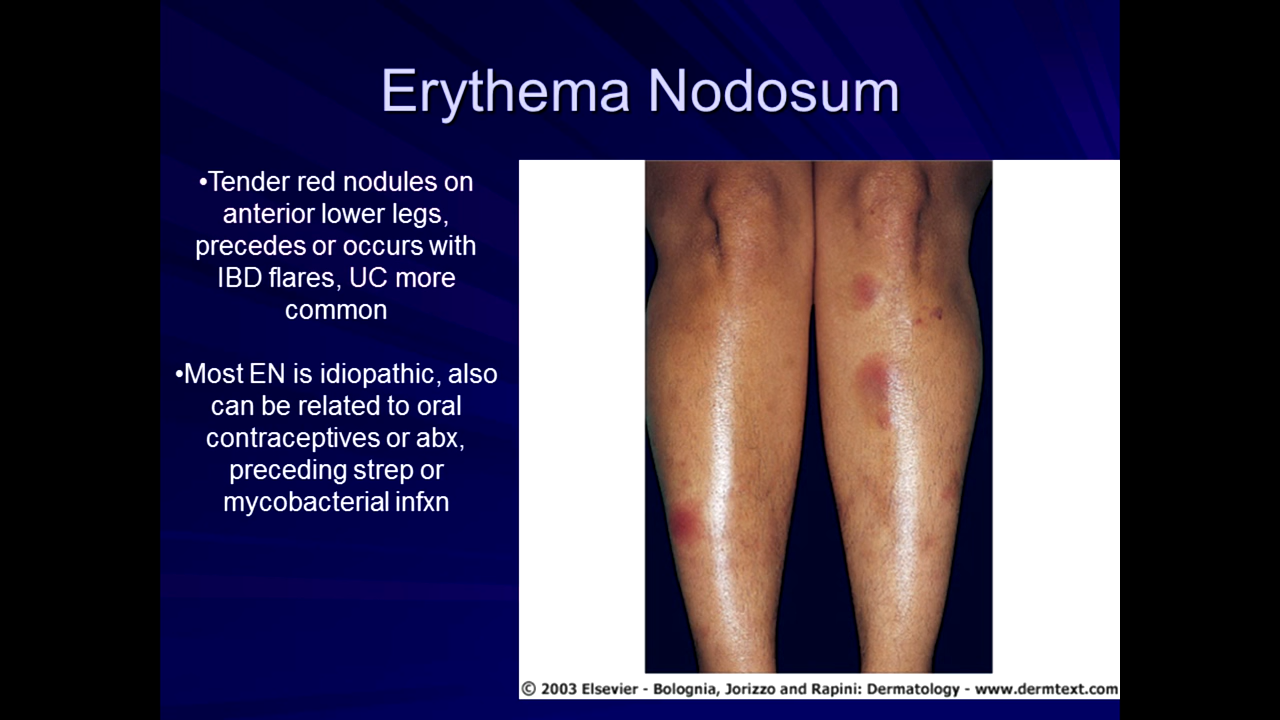 Erythema Nodosum
•Tender red nodules on
anterior lower legs,
precedes or occurs with
IBD flares, UC more
common
•Most EN is idiopathic, also
can be related to oral
contraceptives or abx,
preceding strep or
mycobacterial infxn
© 2003 Elsevier - Bolognia, Jorizzo and Rapini: Dermatology - www.dermtext.com